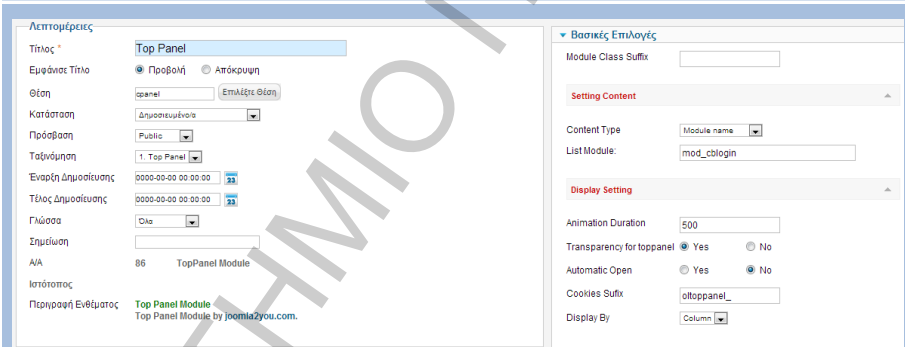 Λεπτομέρειες
Τίτλος *
Top Panel
Εμφάνισε Τίτλο
Προβολή
Απόκρυψη
Θέση
cpanel
Επιλέξτε Θέση
Κατάσταση
Δημοσιευμένο/α
Πρόσβαση
Public
Ταξινόμηση
1. Top Panel
Έναρξη Δημοσίευσης
0000-00-00 00:00:00
23
Τέλος Δημοσίευσης
0000-00-00 00:00:00
23
Γλώσσα
Όλα
Σημείωση
Α/Α
86
TopPanel Module
Ιστότοπος
Περιγραφή Ενθέματος
Top Panel Module
Top Panel Module by joomla2you.com.
Βασικές Επιλογές
Module Class Suffix
Setting Content
Content Type
Module name
List Module:
mod_cblogin
Display Setting
Animation Duration
500
Transparency for toppanel
Yes
No
Automatic Open
Yes
No
Cookies Sufix
oltoppanel_
Display By
Column